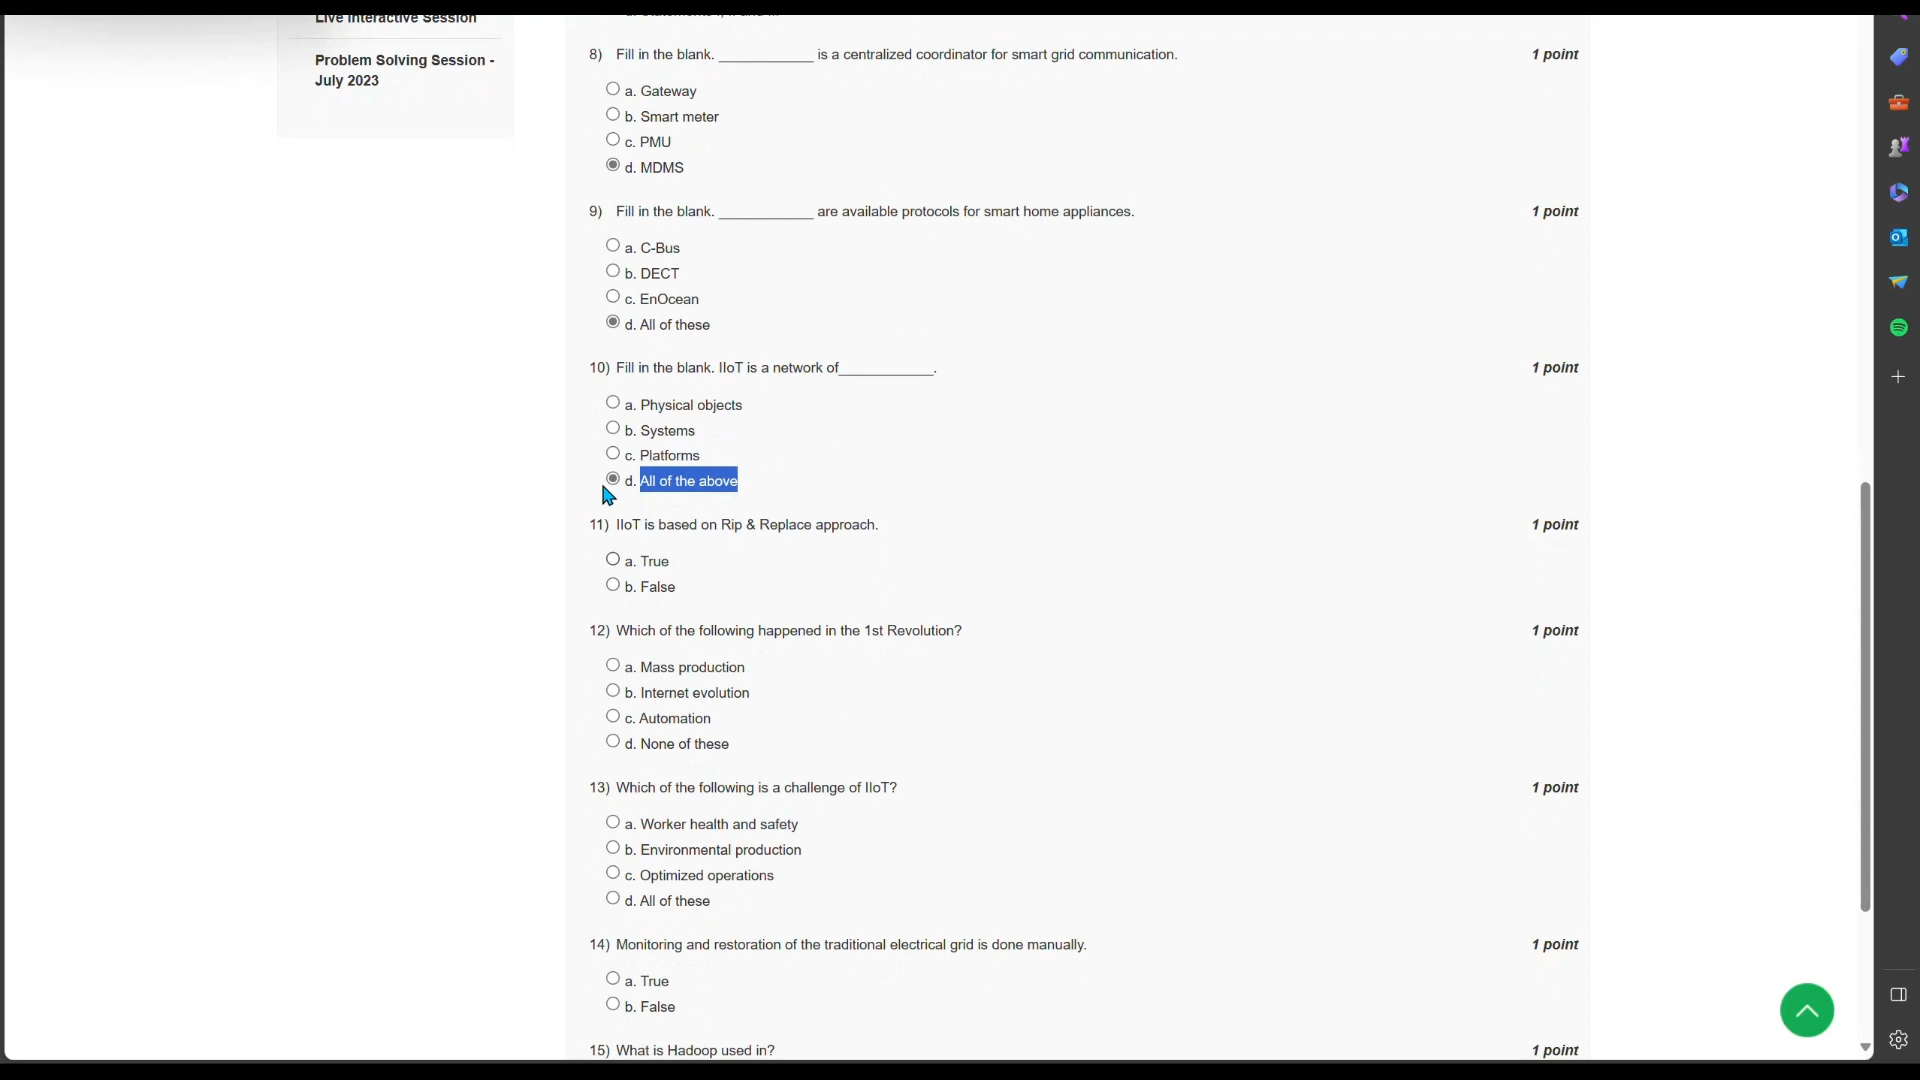 Live Interactive Session
Problem Solving Session -
July 2023
8) Fill in the blank. ____________ is a centralized coordinator for smart grid communication. 1 point
a. Gateway
b. Smart meter
c. PMU
d. MDMS
9) Fill in the blank. ____________ are available protocols for smart home appliances. 1 point
a. C-Bus
b. DECT
c. EnOcean
d. All of these
10) Fill in the blank. IIoT is a network of____________. 1 point
a. Physical objects
b. Systems
c. Platforms
d. All of the above
11) IIoT is based on Rip & Replace approach. 1 point
a. True
b. False
12) Which of the following happened in the 1st Revolution? 1 point
a. Mass production
b. Internet evolution
c. Automation
d. None of these
13) Which of the following is a challenge of IIoT? 1 point
a. Worker health and safety
b. Environmental production
c. Optimized operations
d. All of these
14) Monitoring and restoration of the traditional electrical grid is done manually. 1 point
a. True
b. False
15) What is Hadoop used in? 1 point